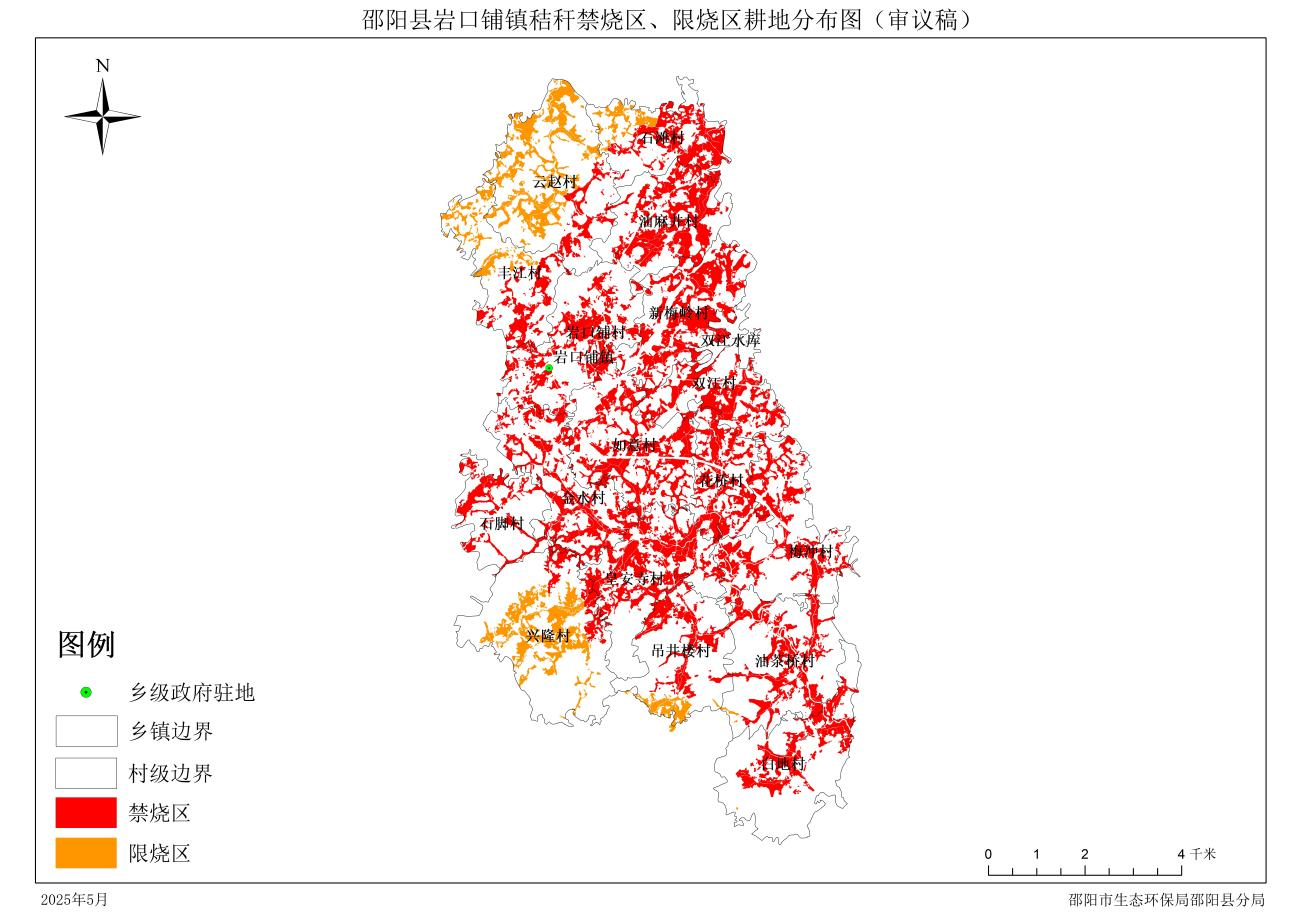 邵阳县岩口铺镇秸秆禁烧区、限烧区耕地分布图（审议稿）
N
石滩村
云赵村
油麻井村
丰江村
新梅岭村
岩口铺村
双江水库
岩口铺镇
双江村
如意村
花桥村
金水村
石脚村
梅冲村
皇安寺村
兴隆村
吊井楼村
油茶桥村
白地村
图例
乡级政府驻地
乡镇边界
村级边界
禁烧区
限烧区
0 1 2 4 千米
2025年5月
邵阳市生态环保局邵阳县分局